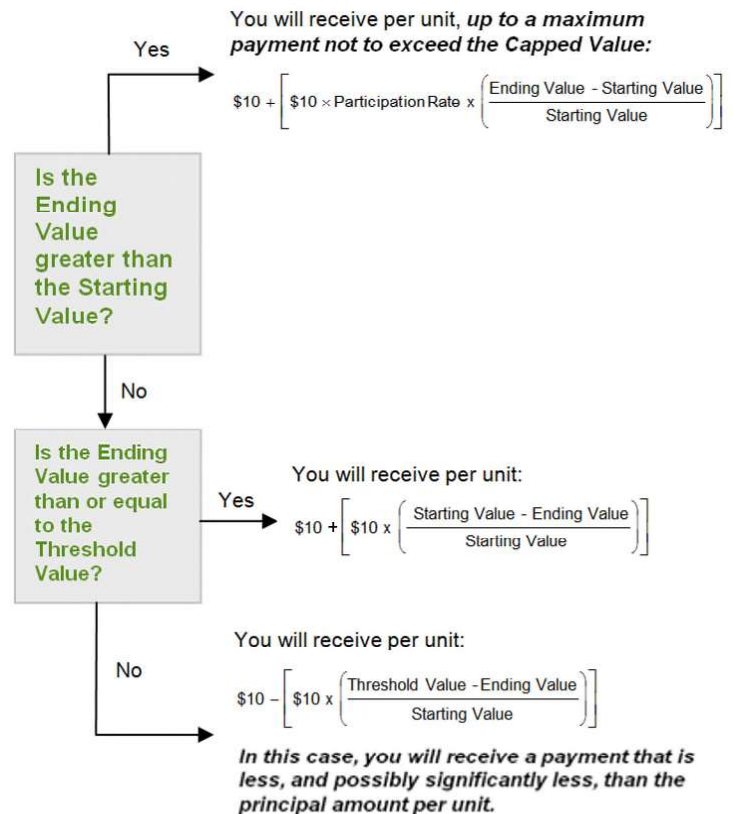 You will receive per unit, up to a maximum
payment not to exceed the Capped Value:
Yes
$10 + [ $10 × Participation Rate x ( Ending Value - Starting Value
Starting Value ) ]
Is the
Ending
Value
greater than
the Starting
Value?
No
Is the Ending
Value greater
than or equal
to the
Threshold
Value?
Yes
You will receive per unit:
$10 + [ $10 x ( Starting Value - Ending Value
Starting Value ) ]
No
You will receive per unit:
$10 – [ $10 x ( Threshold Value - Ending Value
Starting Value ) ]
In this case, you will receive a payment that is
less, and possibly significantly less, than the
principal amount per unit.